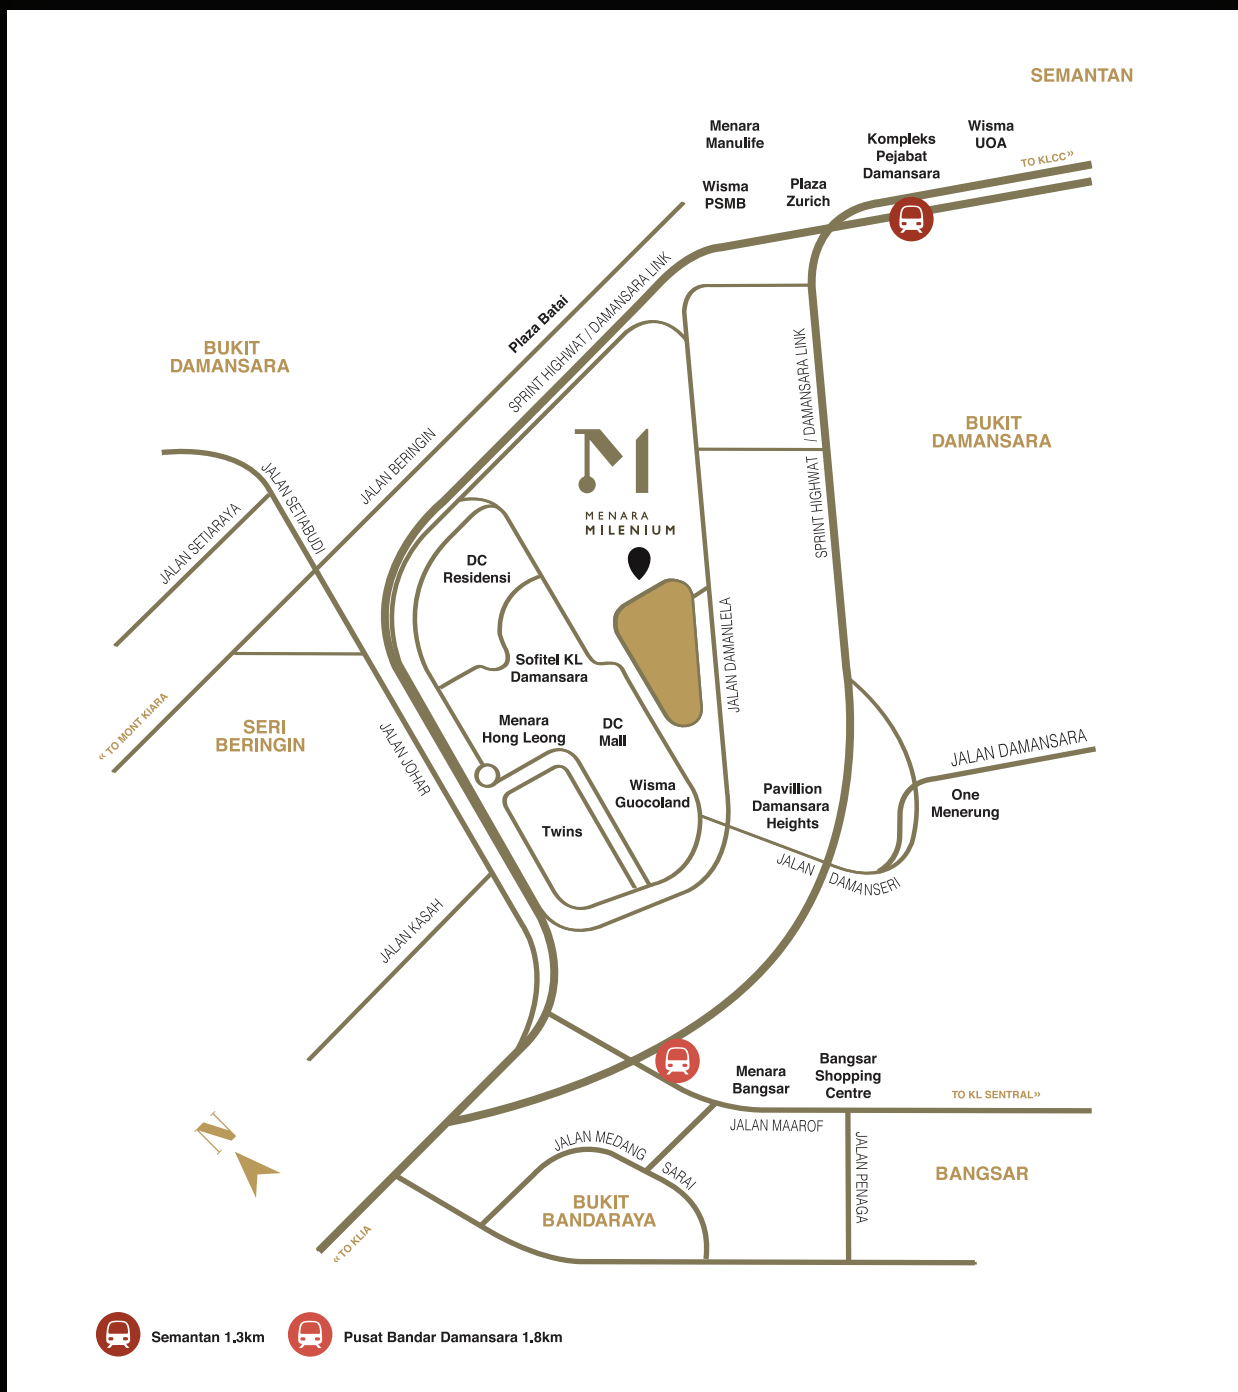 SEMANTAN
Menara
Manulife
Kompleks
Pejabat
Damansara
Wisma
UOA
TO KLCC»
Wisma
PSMB
Plaza
Zurich
Plaza Batai
SPRINT HIGHWAT / DAMANSARA LINK
BUKIT
DAMANSARA
JALAN BERINGIN
JALAN SETIABUDI
JALAN SETIARAYA
SPRINT HIGHWAT / DAMANSARA LINK
BUKIT
DAMANSARA
M
MENARA
MILENIUM
DC
Residensi
Sofitel KL
Damansara
JALAN DAMANLELA
« TO MONT KIARA
SERI
BERINGIN
JALAN JOHAR
Menara
Hong Leong
DC
Mall
Wisma
Guocoland
Twins
Pavillion
Damansara
Heights
JALAN DAMANSARA
One
Menerung
JALAN DAMANSERI
JALAN KASAH
Menara
Bangsar
Bangsar
Shopping
Centre
TO KL SENTRAL»
JALAN MAAROF
JALAN PENAGA
JALAN MEDANG SARAI
BANGSAR
BUKIT
BANDARAYA
N
« TO KLIA
Semantan 1.3km
Pusat Bandar Damansara 1.8km